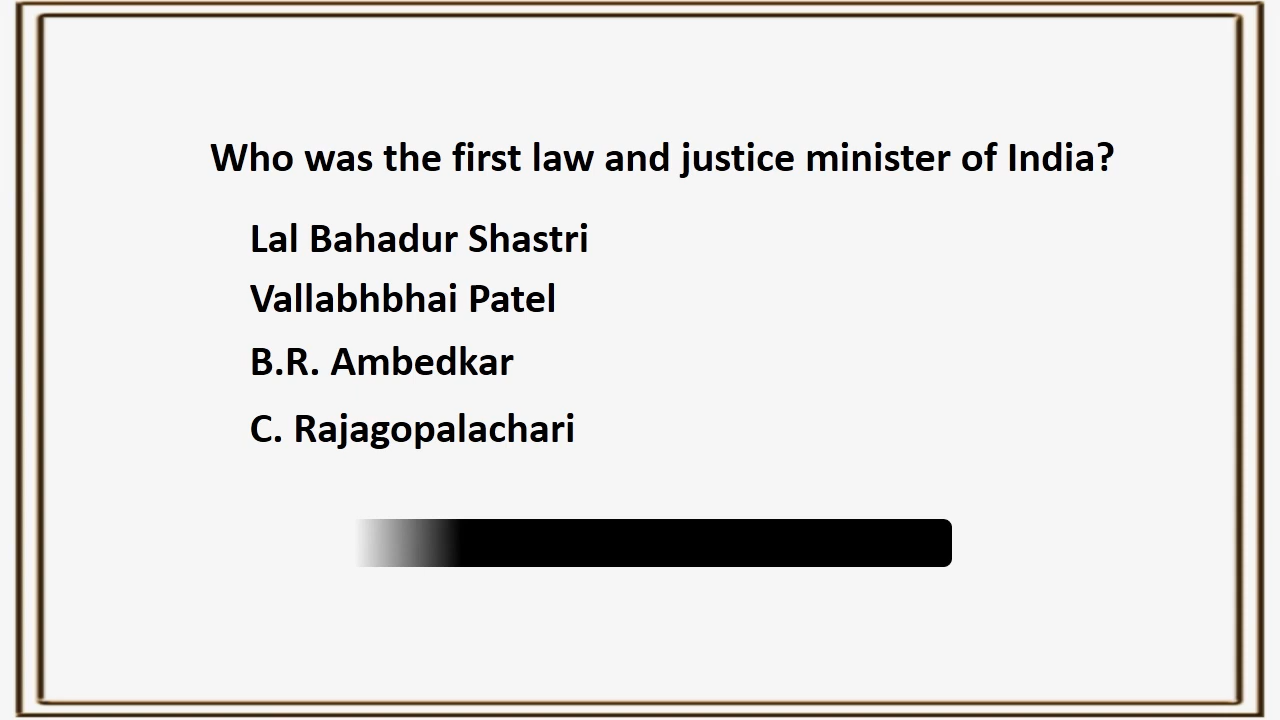 Who was the first law and justice minister of India?
Lal Bahadur Shastri
Vallabhbhai Patel
B.R. Ambedkar
C. Rajagopalachari